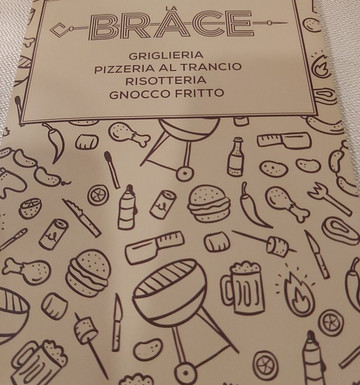 LA
BRACE
GRIGLIERIA
PIZZERIA AL TRANCIO
RISOTTERIA
GNOCCO FRITTO